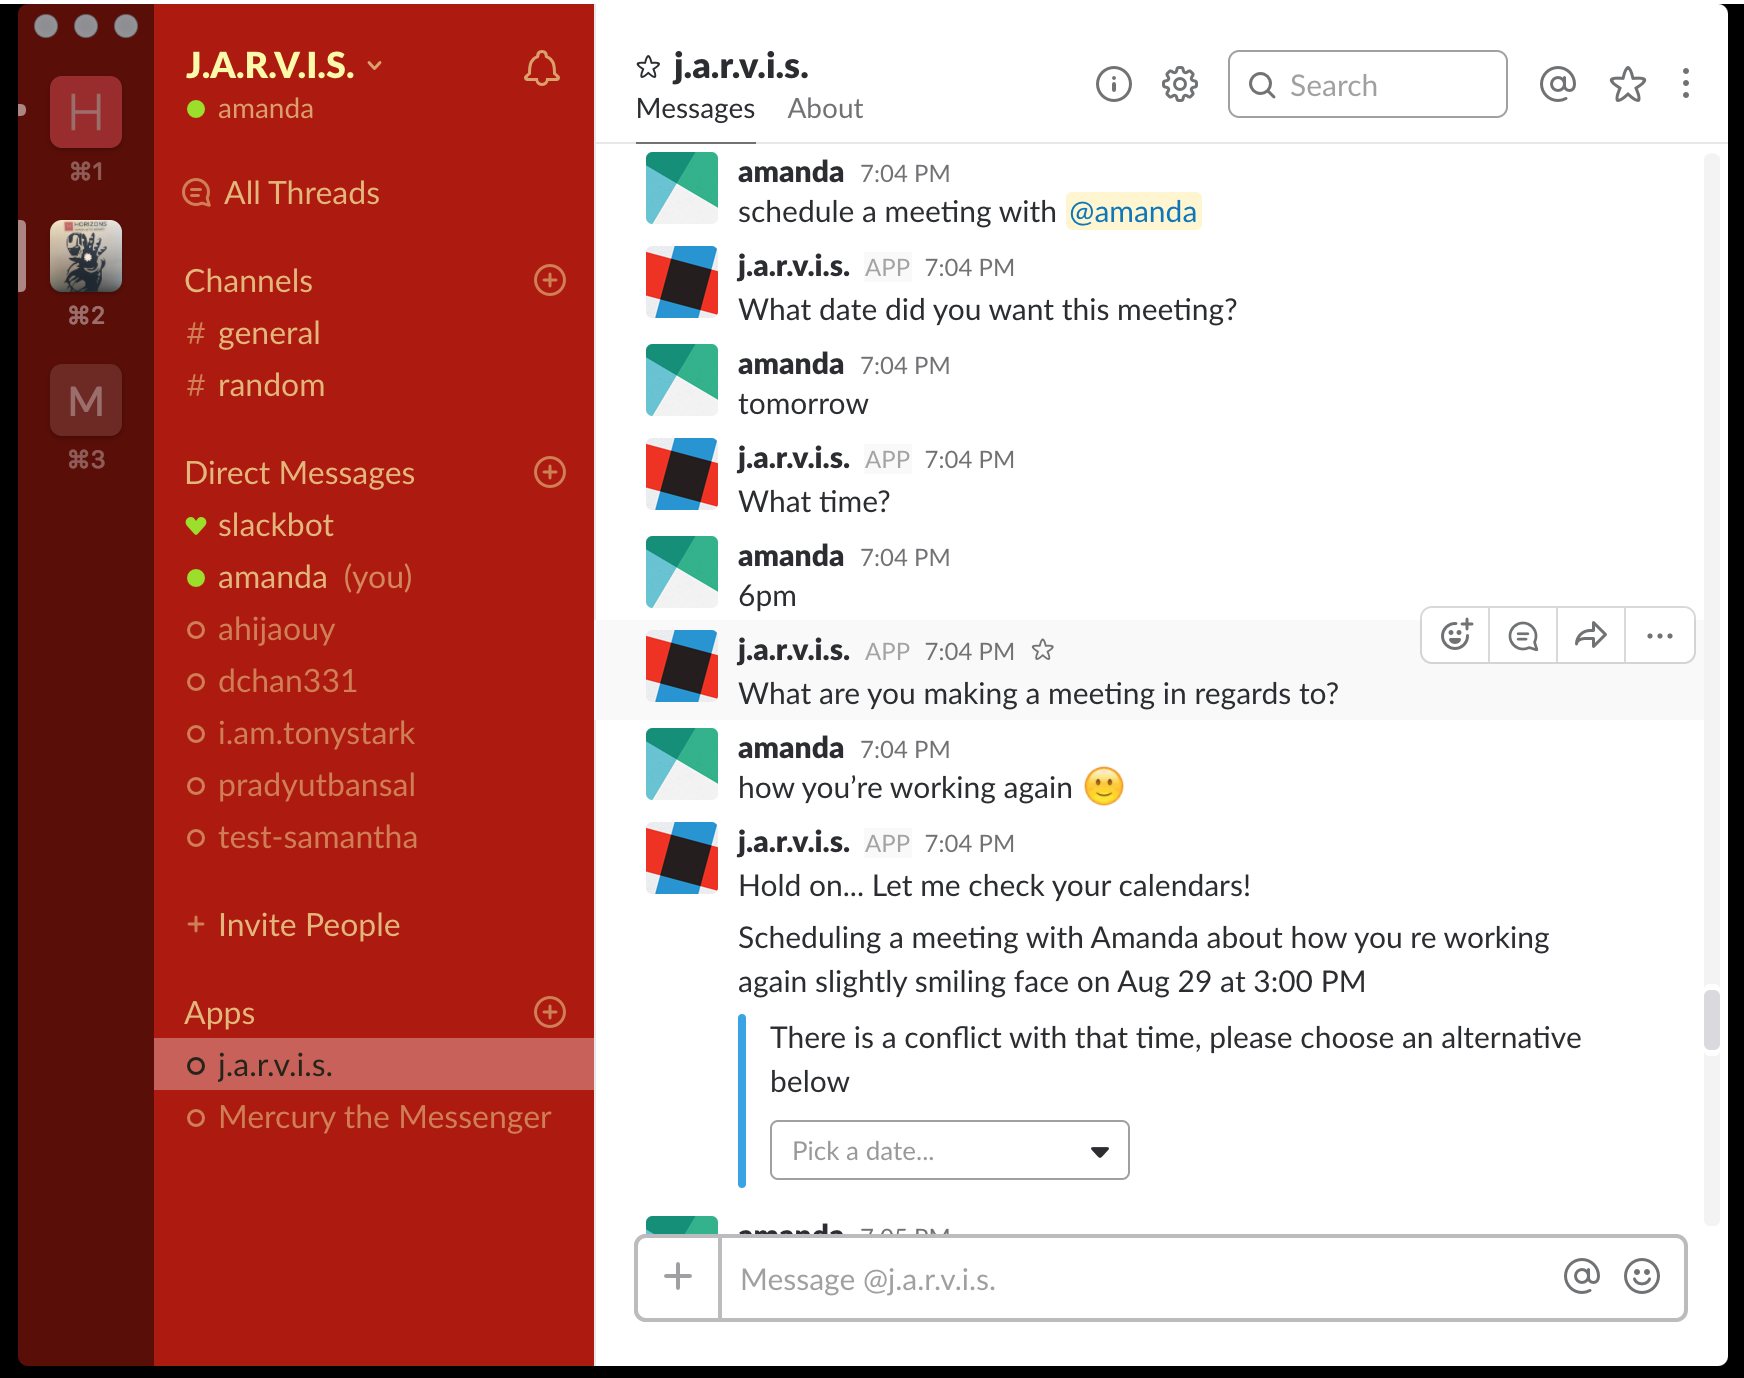 H
⌘1
HORIZONS
⌘2
M
⌘3
J.A.R.V.I.S.
amanda
All Threads
Channels
# general
# random
Direct Messages
slackbot
amanda (you)
ahijaouy
dchan331
i.am.tonystark
pradyutbansal
test-samantha
+ Invite People
Apps
j.a.r.v.i.s.
Mercury the Messenger
j.a.r.v.i.s.
Messages About
Search
amanda 7:04 PM
schedule a meeting with @amanda
j.a.r.v.i.s. APP 7:04 PM
What date did you want this meeting?
amanda 7:04 PM
tomorrow
j.a.r.v.i.s. APP 7:04 PM
What time?
amanda 7:04 PM
6pm
j.a.r.v.i.s. APP 7:04 PM
What are you making a meeting in regards to?
amanda 7:04 PM
how you’re working again 🙂
j.a.r.v.i.s. APP 7:04 PM
Hold on... Let me check your calendars!
Scheduling a meeting with Amanda about how you re working
again slightly smiling face on Aug 29 at 3:00 PM
There is a conflict with that time, please choose an alternative
below
Pick a date...
amanda 7:05 PM
Message @j.a.r.v.i.s.